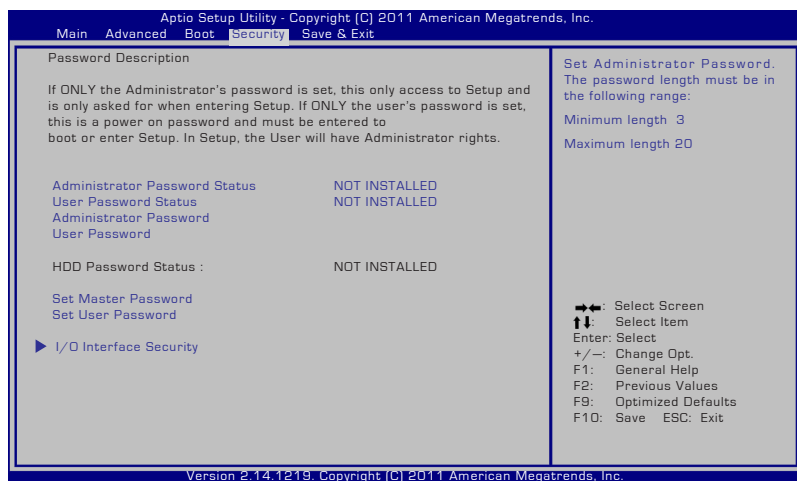 Aptio Setup Utility - Copyright (C) 2011 American Megatrends, Inc.
Main Advanced Boot Security Save & Exit
Password Description
If ONLY the Administrator's password is set, this only access to Setup and
is only asked for when entering Setup. If ONLY the user's password is set,
this is a power on password and must be entered to
boot or enter Setup. In Setup, the User will have Administrator rights.
Administrator Password Status NOT INSTALLED
User Password Status NOT INSTALLED
Administrator Password
User Password
HDD Password Status : NOT INSTALLED
Set Master Password
Set User Password
I/O Interface Security
Set Administrator Password.
The password length must be in
the following range:
Minimum length 3
Maximum length 20
→←: Select Screen
↑↓: Select Item
Enter: Select
+/—: Change Opt.
F1: General Help
F2: Previous Values
F9: Optimized Defaults
F10: Save ESC: Exit
Version 2.14.1219. Copyright (C) 2011 American Megatrends, Inc.